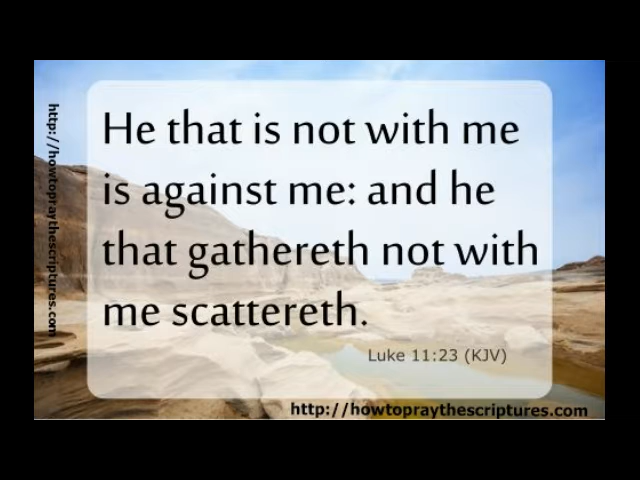 He that is not with me
is against me: and he
that gathereth not with
me scattereth.
Luke 11:23 (KJV)
http://howtopraythescriptures.com
http://howtopraythescriptures.com